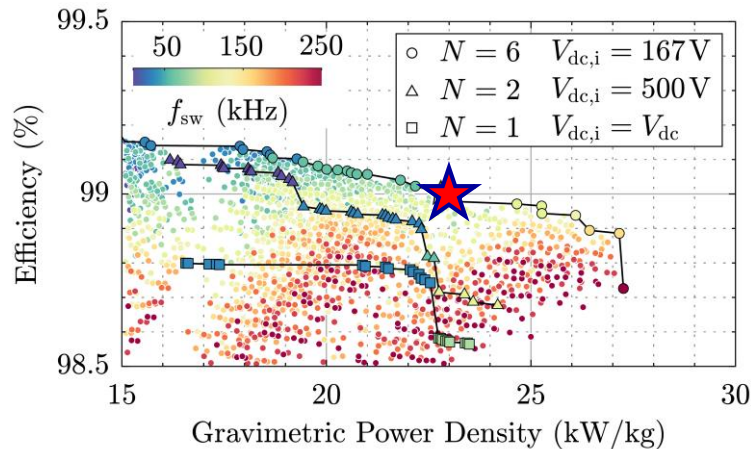 99.5
99
98.5
Efficiency (%)
50 150 250
f_sw (kHz)
N = 6 V_dc,i = 167 V
N = 2 V_dc,i = 500 V
N = 1 V_dc,i = V_dc
15 20 25 30
Gravimetric Power Density (kW/kg)